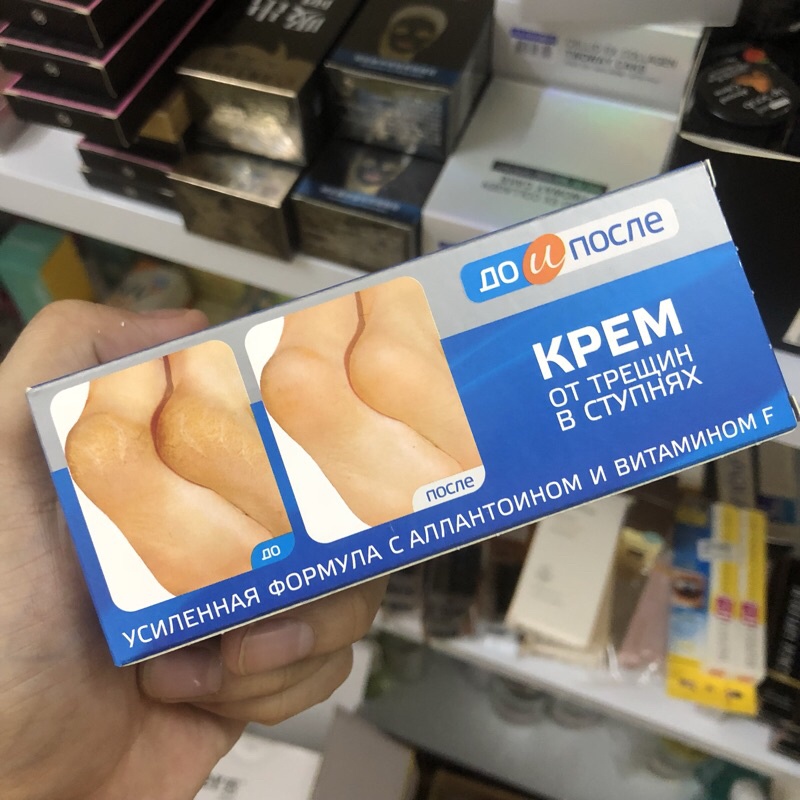 до и после
КРЕМ
ОТ ТРЕЩИН
В СТУПНЯХ
до
после
УСИЛЕННАЯ ФОРМУЛА С АЛЛАНТОИНОМ И ВИТАМИНОМ F